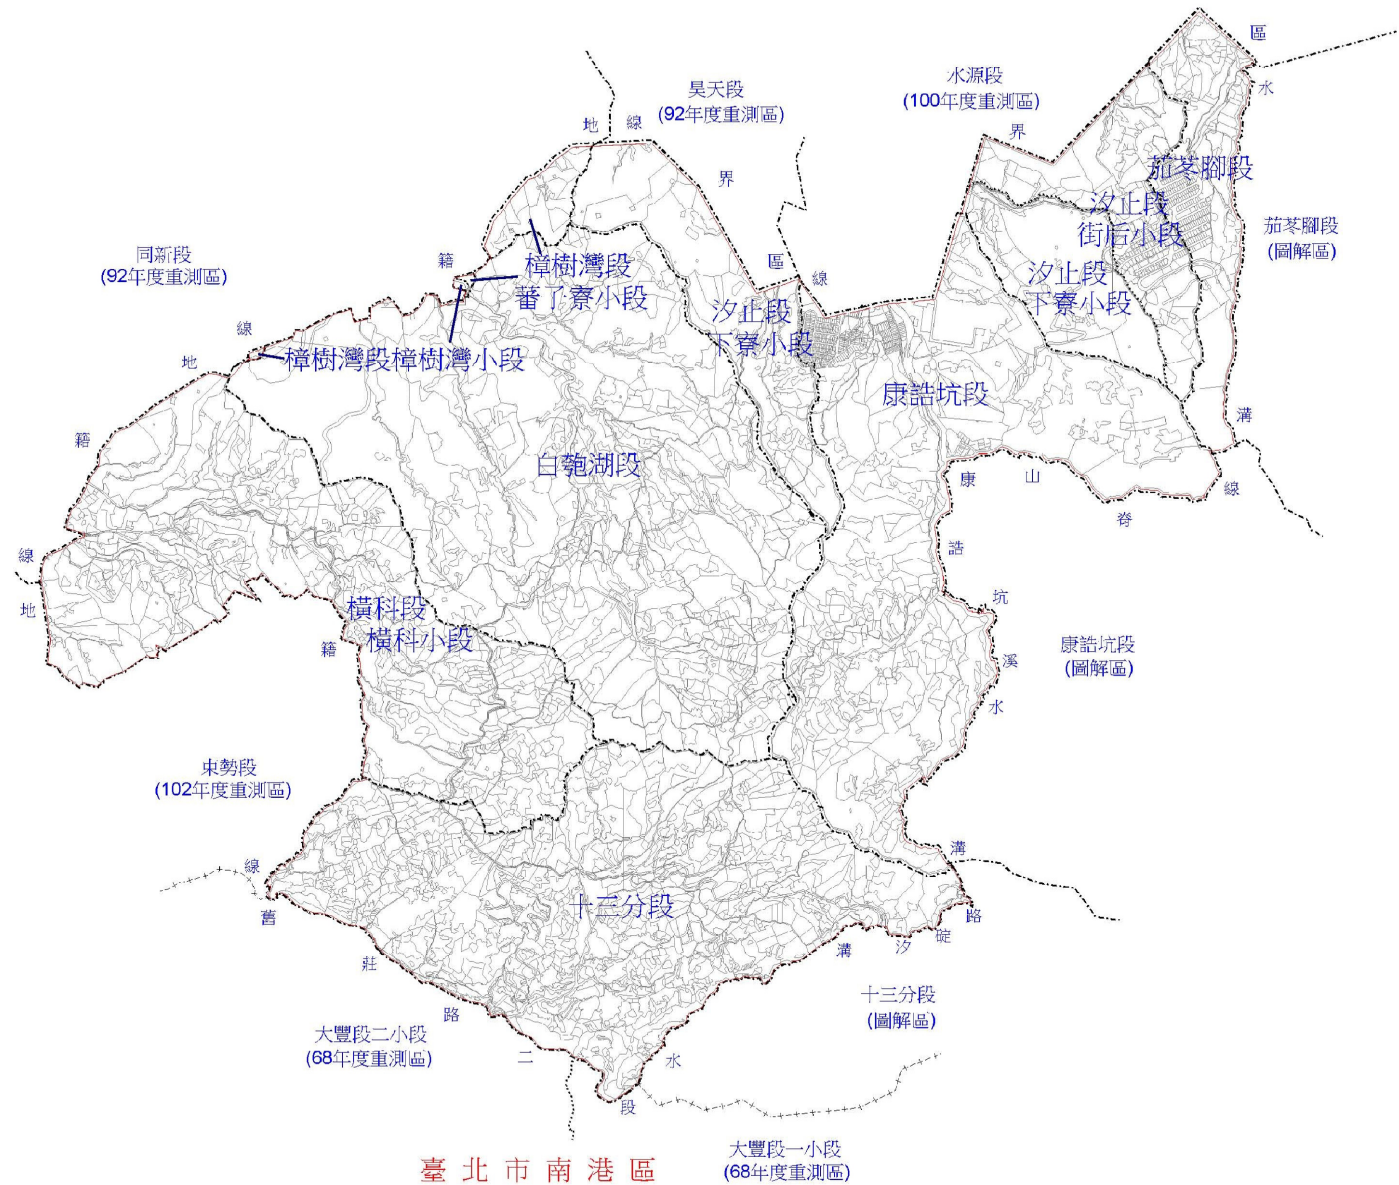 區
水源段
(100年度重測區)
昊天段
(92年度重測區)
水
地
線
界
界
茄苳腳段
汐止段
街后小段
茄苳腳段
(圖解區)
同新段
(92年度重測區)
籍
樟樹灣段
蕃子寮小段
區
線
汐止段
下寮小段
汐止段
下寮小段
線
地
樟樹灣段樟樹灣小段
康誥坑段
溝
籍
白匏湖段
康
山
脊
線
線
地
誥
坑
橫科段
橫科小段
籍
溪
康誥坑段
(圖解區)
水
東勢段
(102年度重測區)
線
溝
舊
十三分段
路
碇
汐
溝
莊
十三分段
(圖解區)
路
大豐段二小段
(68年度重測區)
二
水
段
大豐段一小段
(68年度重測區)
臺北市南港區